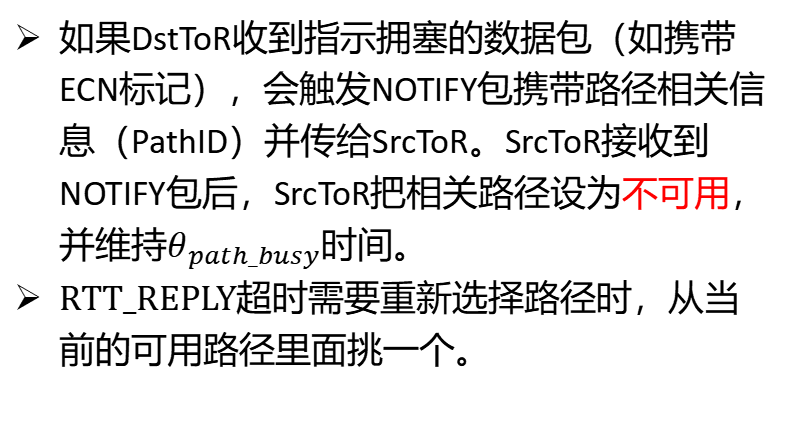 ➢ 如果DstToR收到指示拥塞的数据包（如携带
ECN标记），会触发NOTIFY包携带路径相关信
息（PathID）并传给SrcToR。SrcToR接收到
NOTIFY包后，SrcToR把相关路径设为不可用，
并维持θpath_busy时间。
➢ RTT_REPLY超时需要重新选择路径时，从当
前的可用路径里面挑一个。